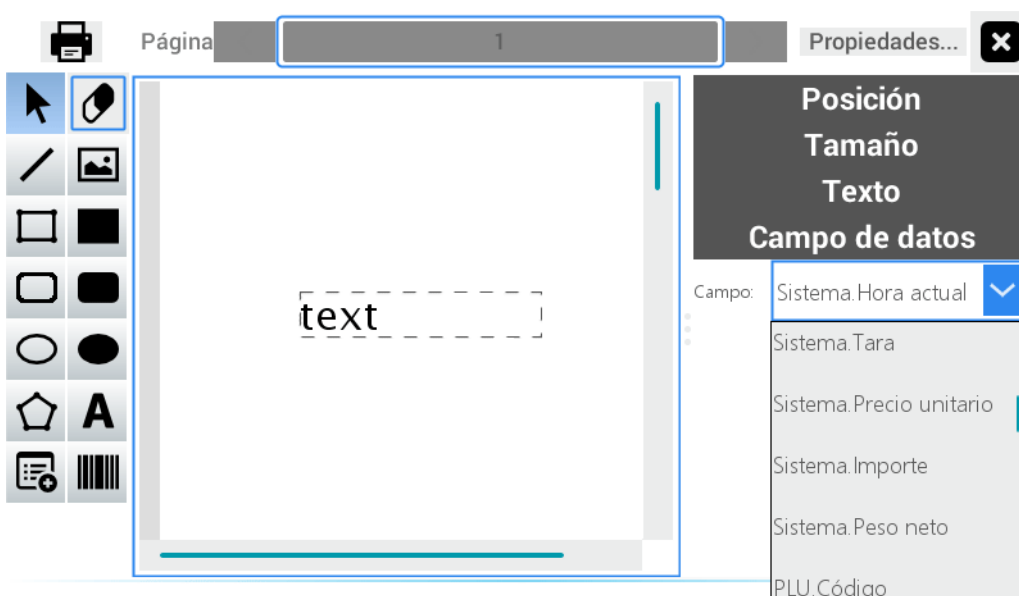 Página
1
Propiedades...
Posición
Tamaño
Texto
Campo de datos
Campo:
Sistema.Hora actual
text
Sistema.Tara
Sistema.Precio unitario
Sistema.Importe
Sistema.Peso neto
PLU.Código
A